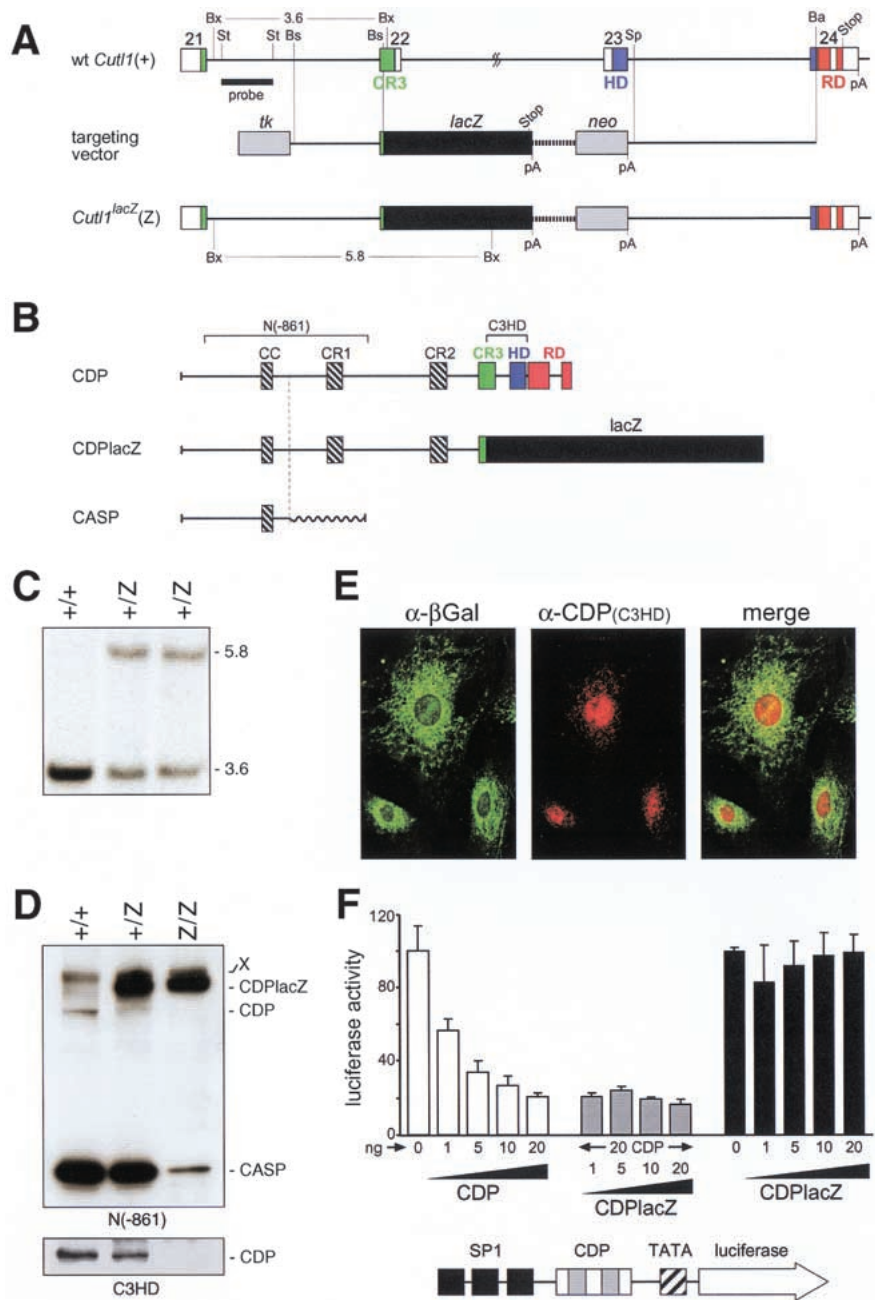 A
Bx 3.6 Bx
21 St St Bs Bs 22 23 Sp Ba 24 Stop
wt Cutl1(+)
CR3 HD RD pA
probe
tk lacZ Stop neo
targeting
vector
pA pA
Cutl1lacZ(Z)
pA pA pA
Bx 5.8 Bx
B
N(-861) C3HD
CC CR1 CR2 CR3 HD RD
CDP
lacZ
CDPlacZ
CASP
C
+/+ +/Z +/Z
- 5.8
- 3.6
D
+/+ +/Z Z/Z
X
- CDPlacZ
- CDP
- CASP
N(-861)
- CDP
C3HD
E
α-βGal α-CDP(C3HD) merge
F
120
80
40
0
luciferase activity
ng 0 1 5 10 20
CDP
20 CDP
1 5 10 20
CDPlacZ
0 1 5 10 20
CDPlacZ
SP1 CDP TATA luciferase